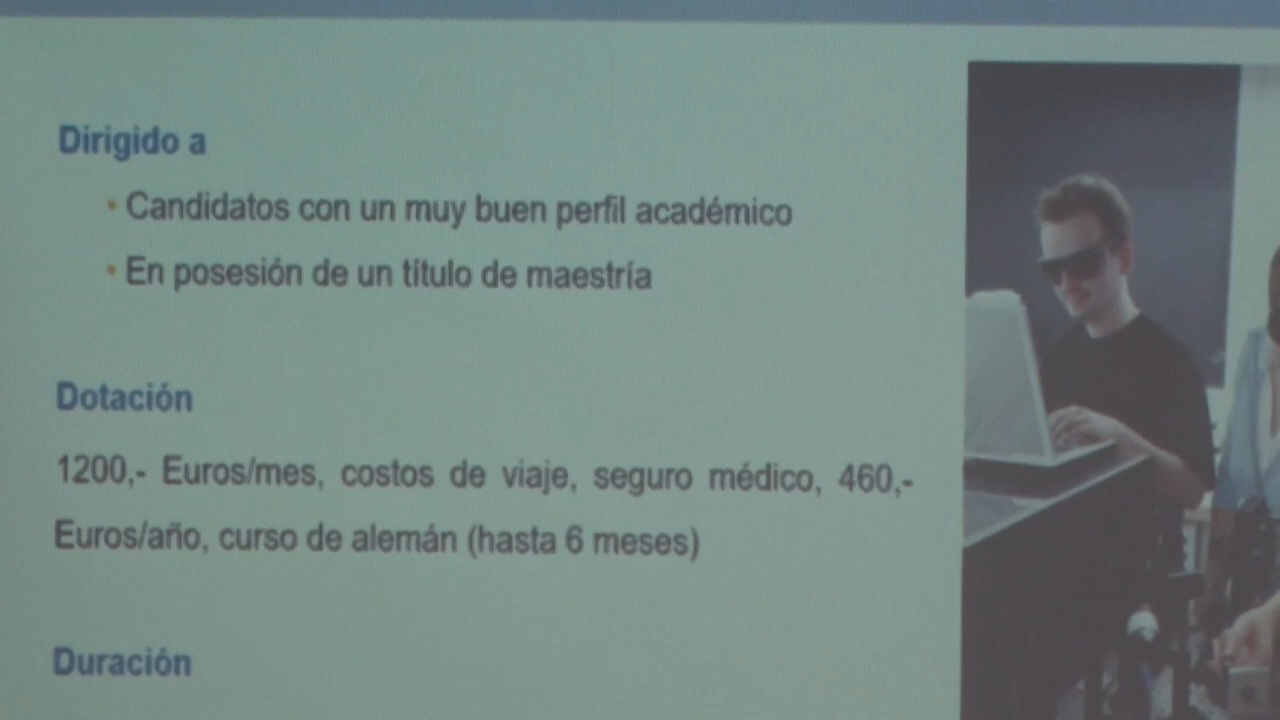 Dirigido a
• Candidatos con un muy buen perfil académico
• En posesión de un título de maestría
Dotación
1200,- Euros/mes, costos de viaje, seguro médico, 460,-
Euros/año, curso de alemán (hasta 6 meses)
Duración